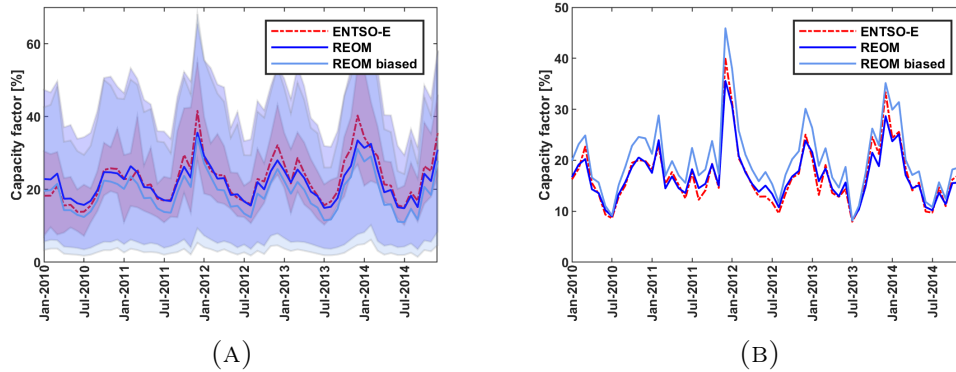 ENTSO-E
REOM
REOM biased
Capacity factor [%]
60
40
20
0
Jan-2010
Jul-2010
Jan-2011
Jul-2011
Jan-2012
Jul-2012
Jan-2013
Jul-2013
Jan-2014
Jul-2014
(A)
ENTSO-E
REOM
REOM biased
Capacity factor [%]
50
40
30
20
10
0
Jan-2010
Jul-2010
Jan-2011
Jul-2011
Jan-2012
Jul-2012
Jan-2013
Jul-2013
Jan-2014
Jul-2014
(B)